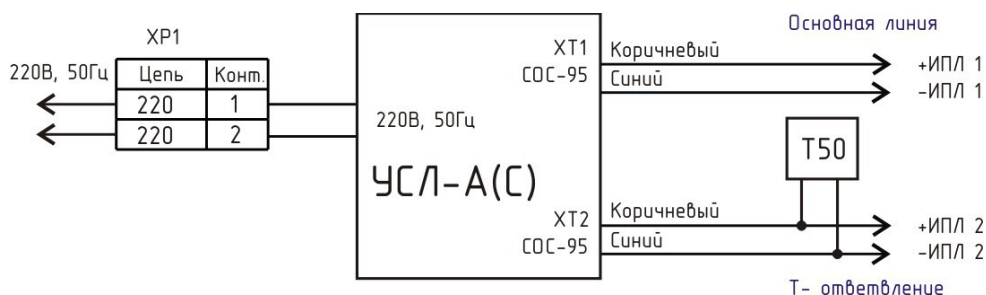 Основная линия
XP1
XT1
Коричневый
+ИПЛ 1
220В, 50Гц
Цепь
Конт.
СОС-95
Синий
-ИПЛ 1
220
1
220
2
220В, 50Гц
Т50
УСЛ-А(С)
XT2
Коричневый
+ИПЛ 2
СОС-95
Синий
-ИПЛ 2
Т- ответвление